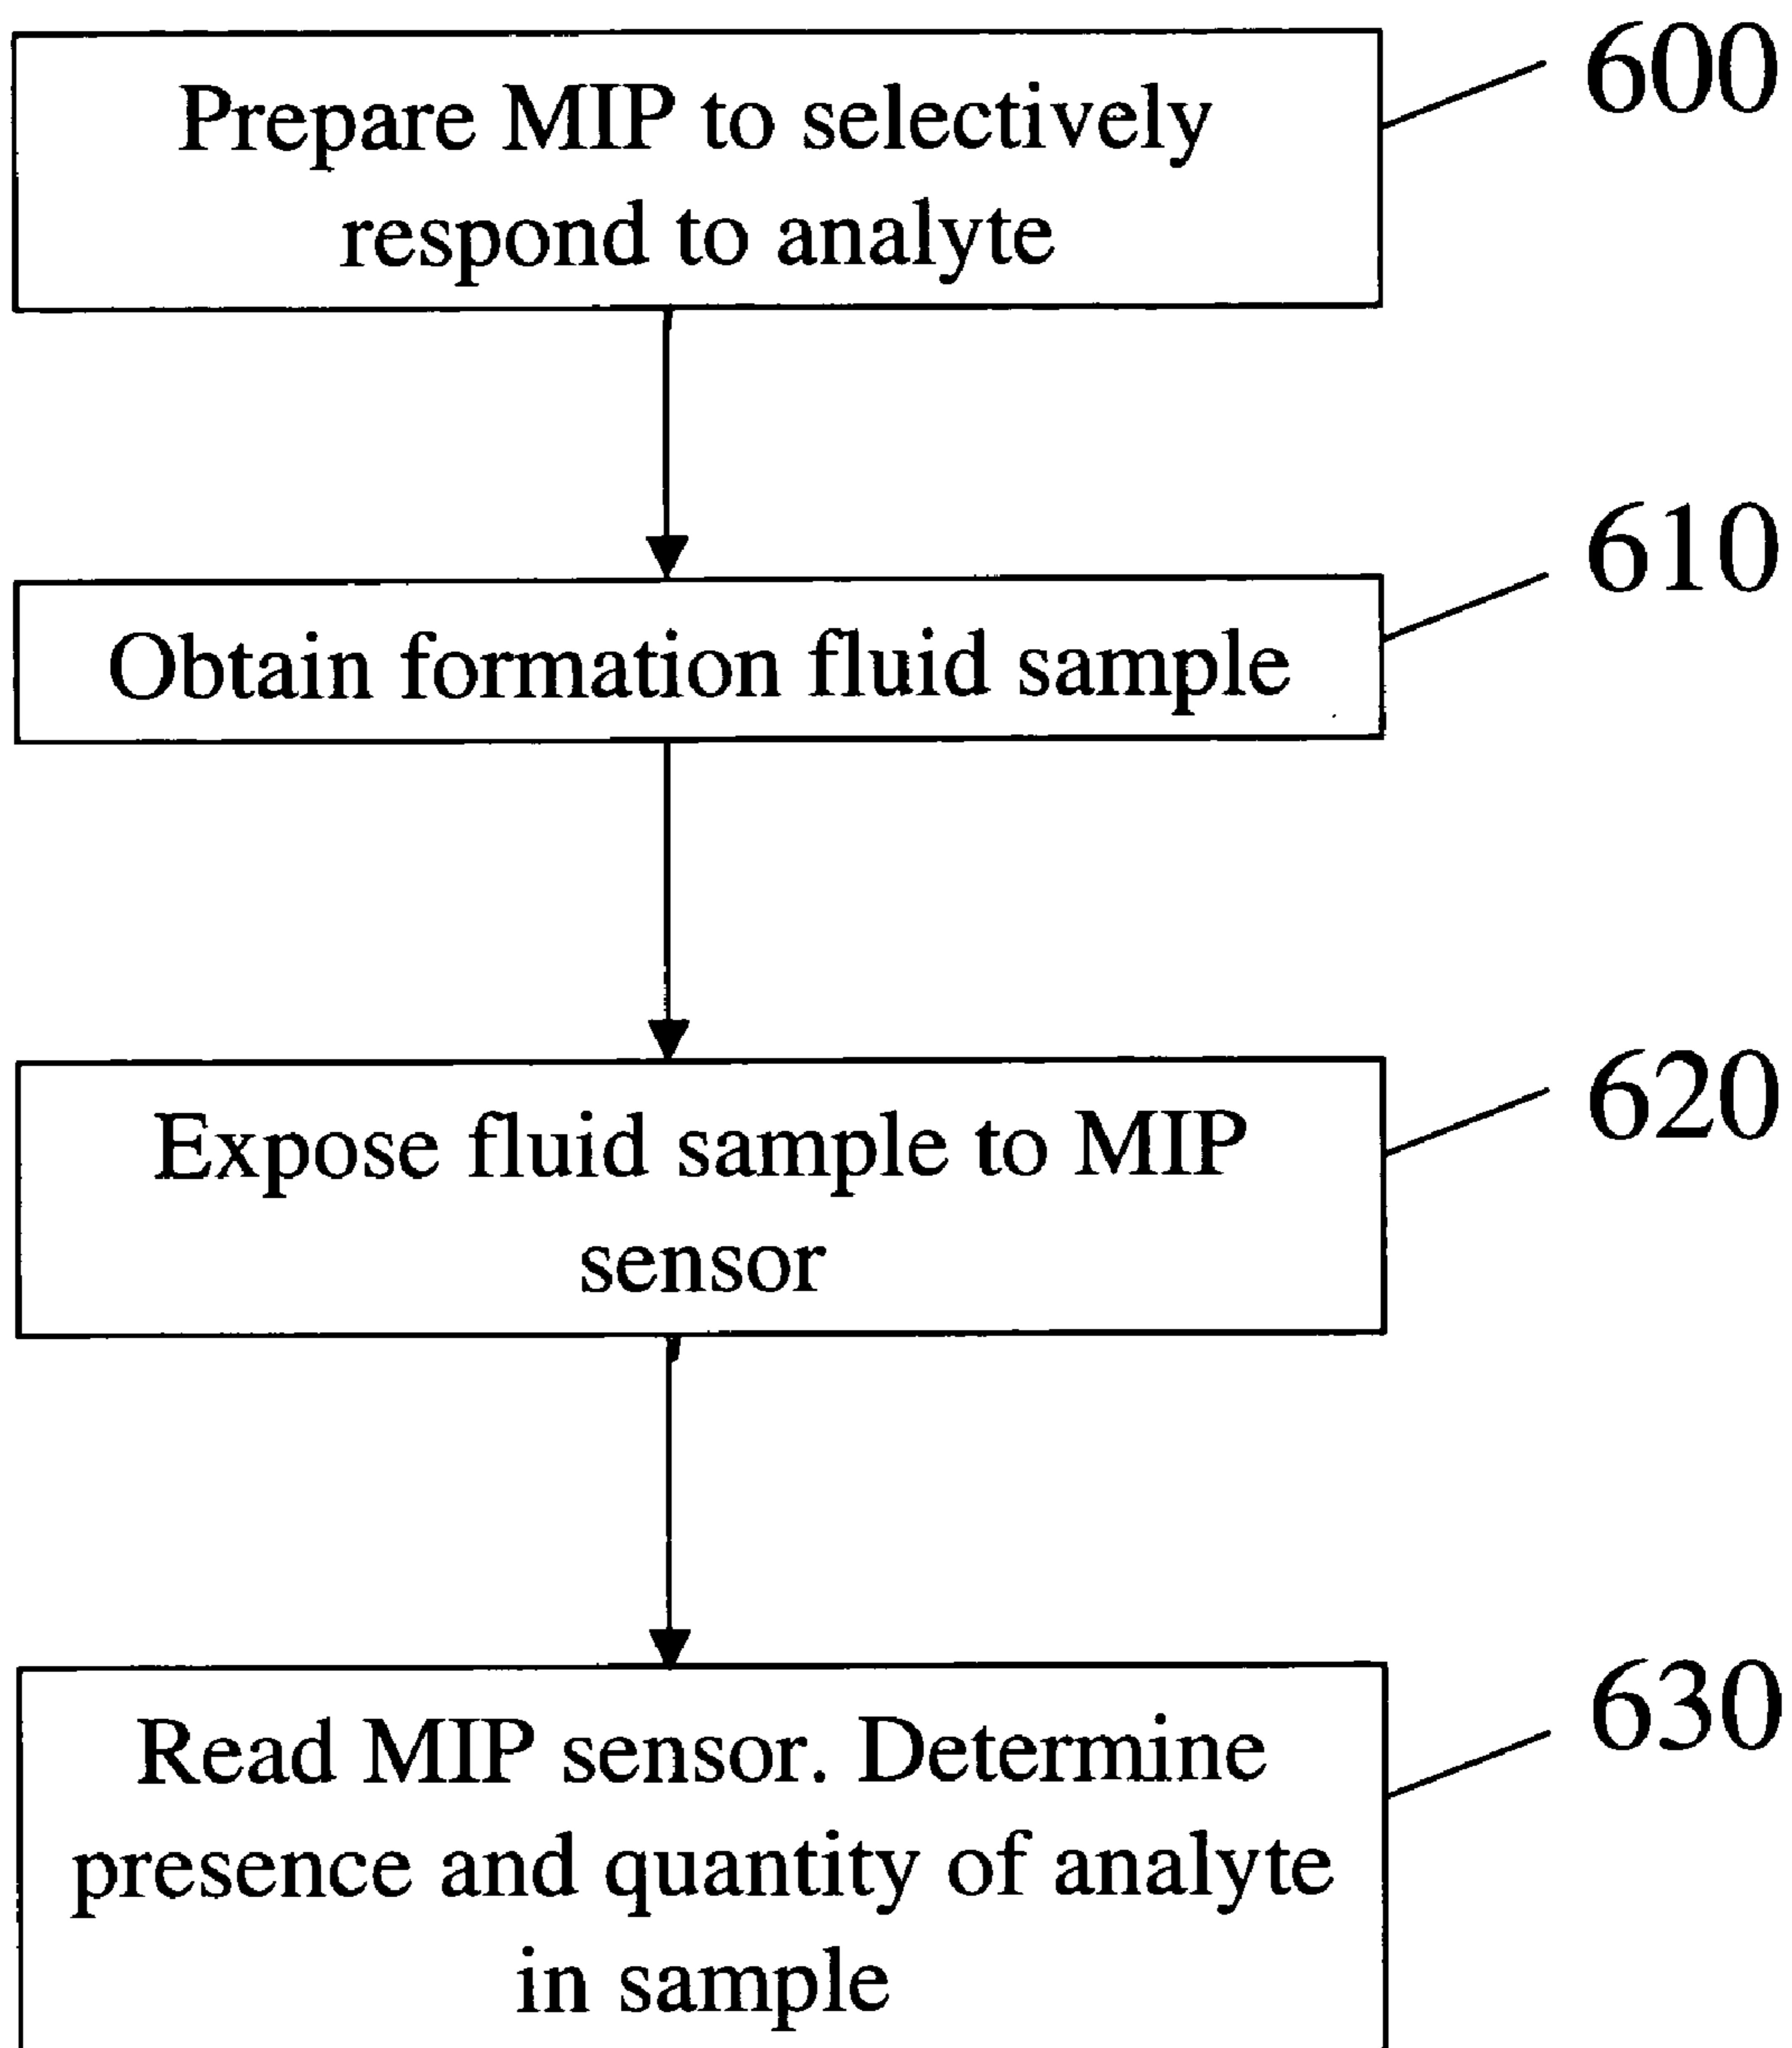 Prepare MIP to selectively
respond to analyte
600
Obtain formation fluid sample
610
Expose fluid sample to MIP
sensor
620
Read MIP sensor. Determine
presence and quantity of analyte
in sample
630